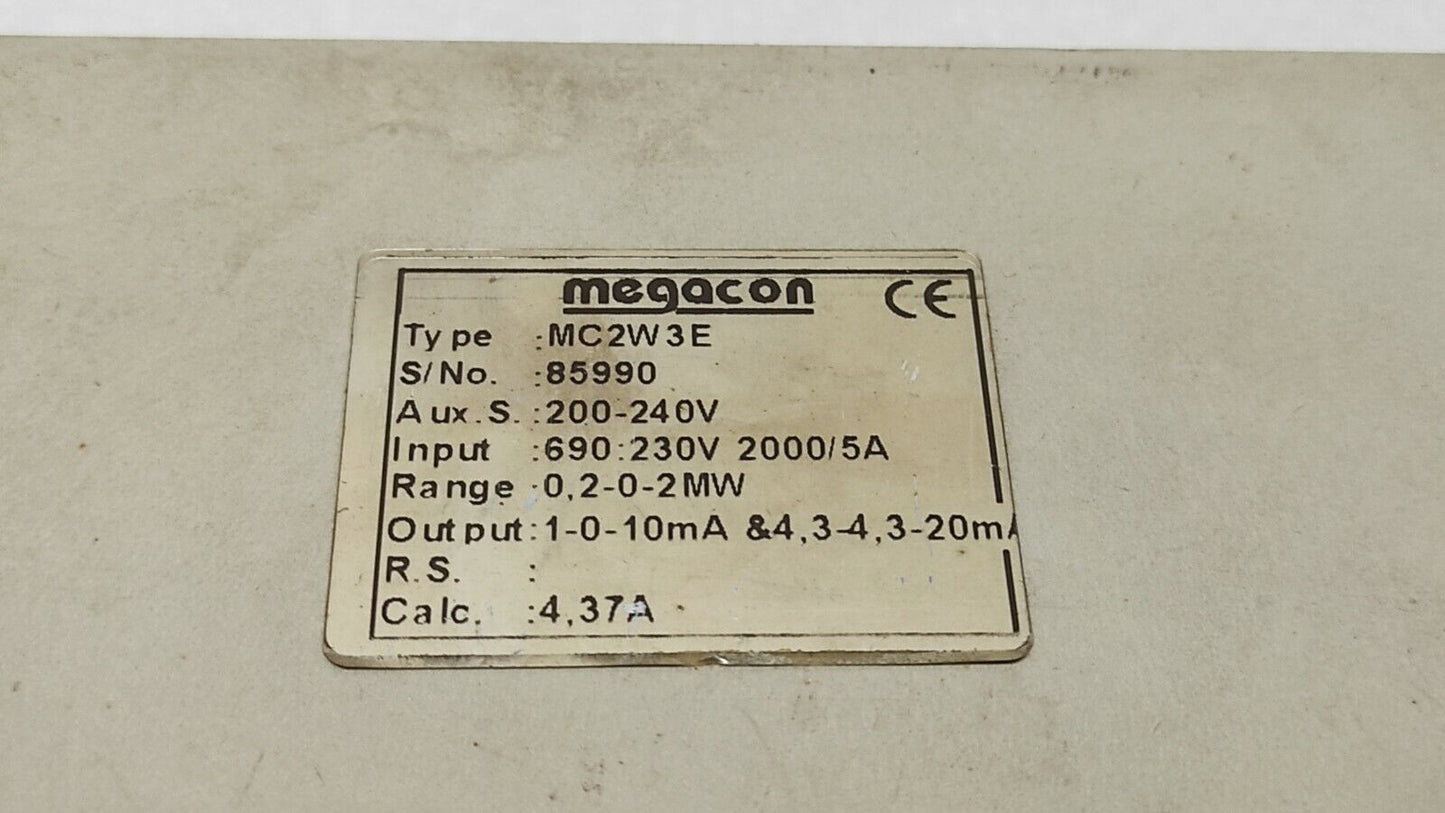 megacon CE
Type :MC2W3E
S/No. :85990
Aux.S. :200-240V
Input :690:230V 2000/5A
Range :0,2-0-2MW
Output:1-0-10mA &4,3-4,3-20mA
R.S. :
Calc. :4,37A